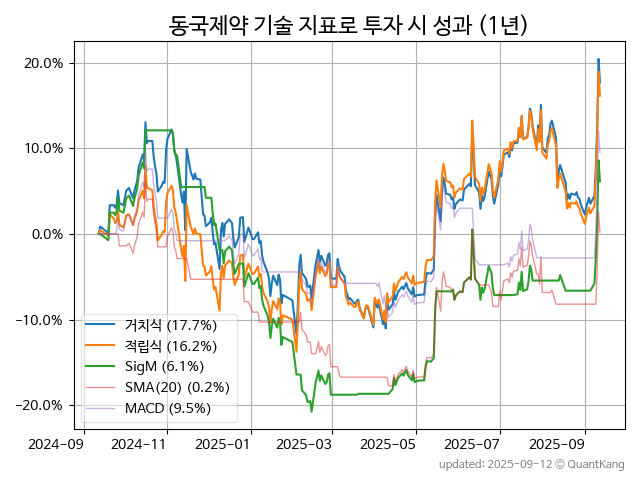 동국제약 기술 지표로 투자 시 성과 (1년)
20.0%
10.0%
0.0%
−10.0%
−20.0%
거치식 (17.7%)
적립식 (16.2%)
SigM (6.1%)
SMA(20) (0.2%)
MACD (9.5%)
2024-09
2024-11
2025-01
2025-03
2025-05
2025-07
2025-09
updated: 2025-09-12 © QuantKang